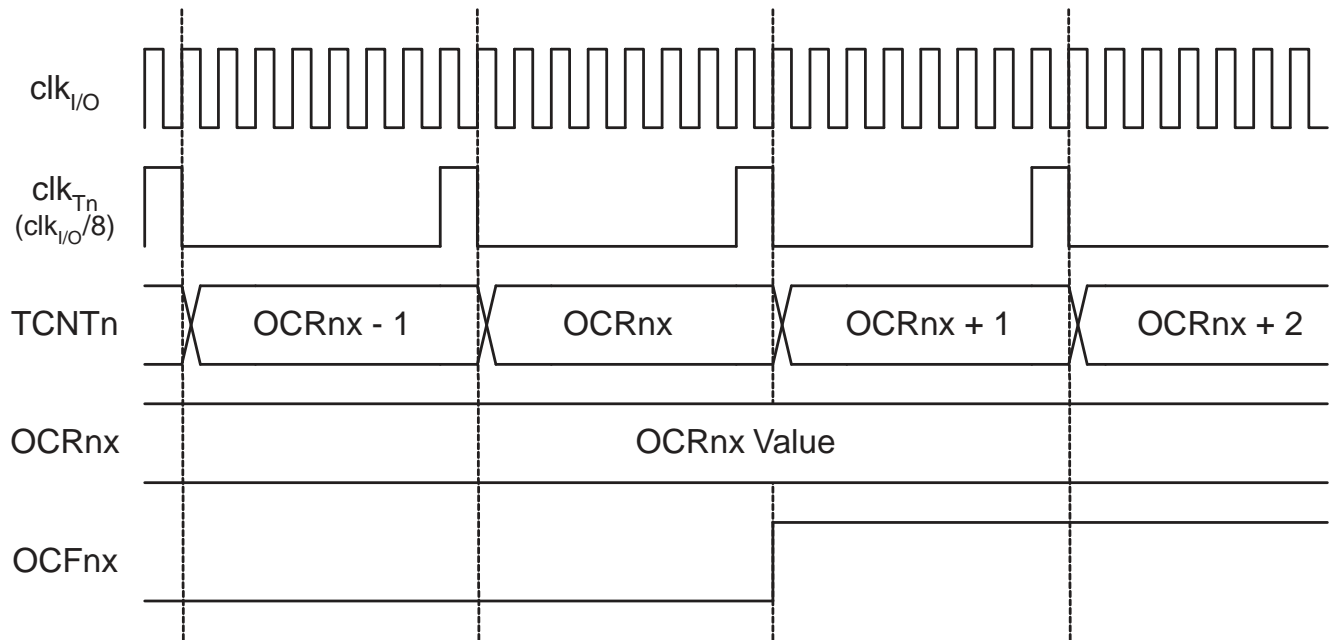 clkI/O
clkTn
(clkI/O/8)
TCNTn OCRnx - 1 OCRnx OCRnx + 1 OCRnx + 2
OCRnx OCRnx Value
OCFnx